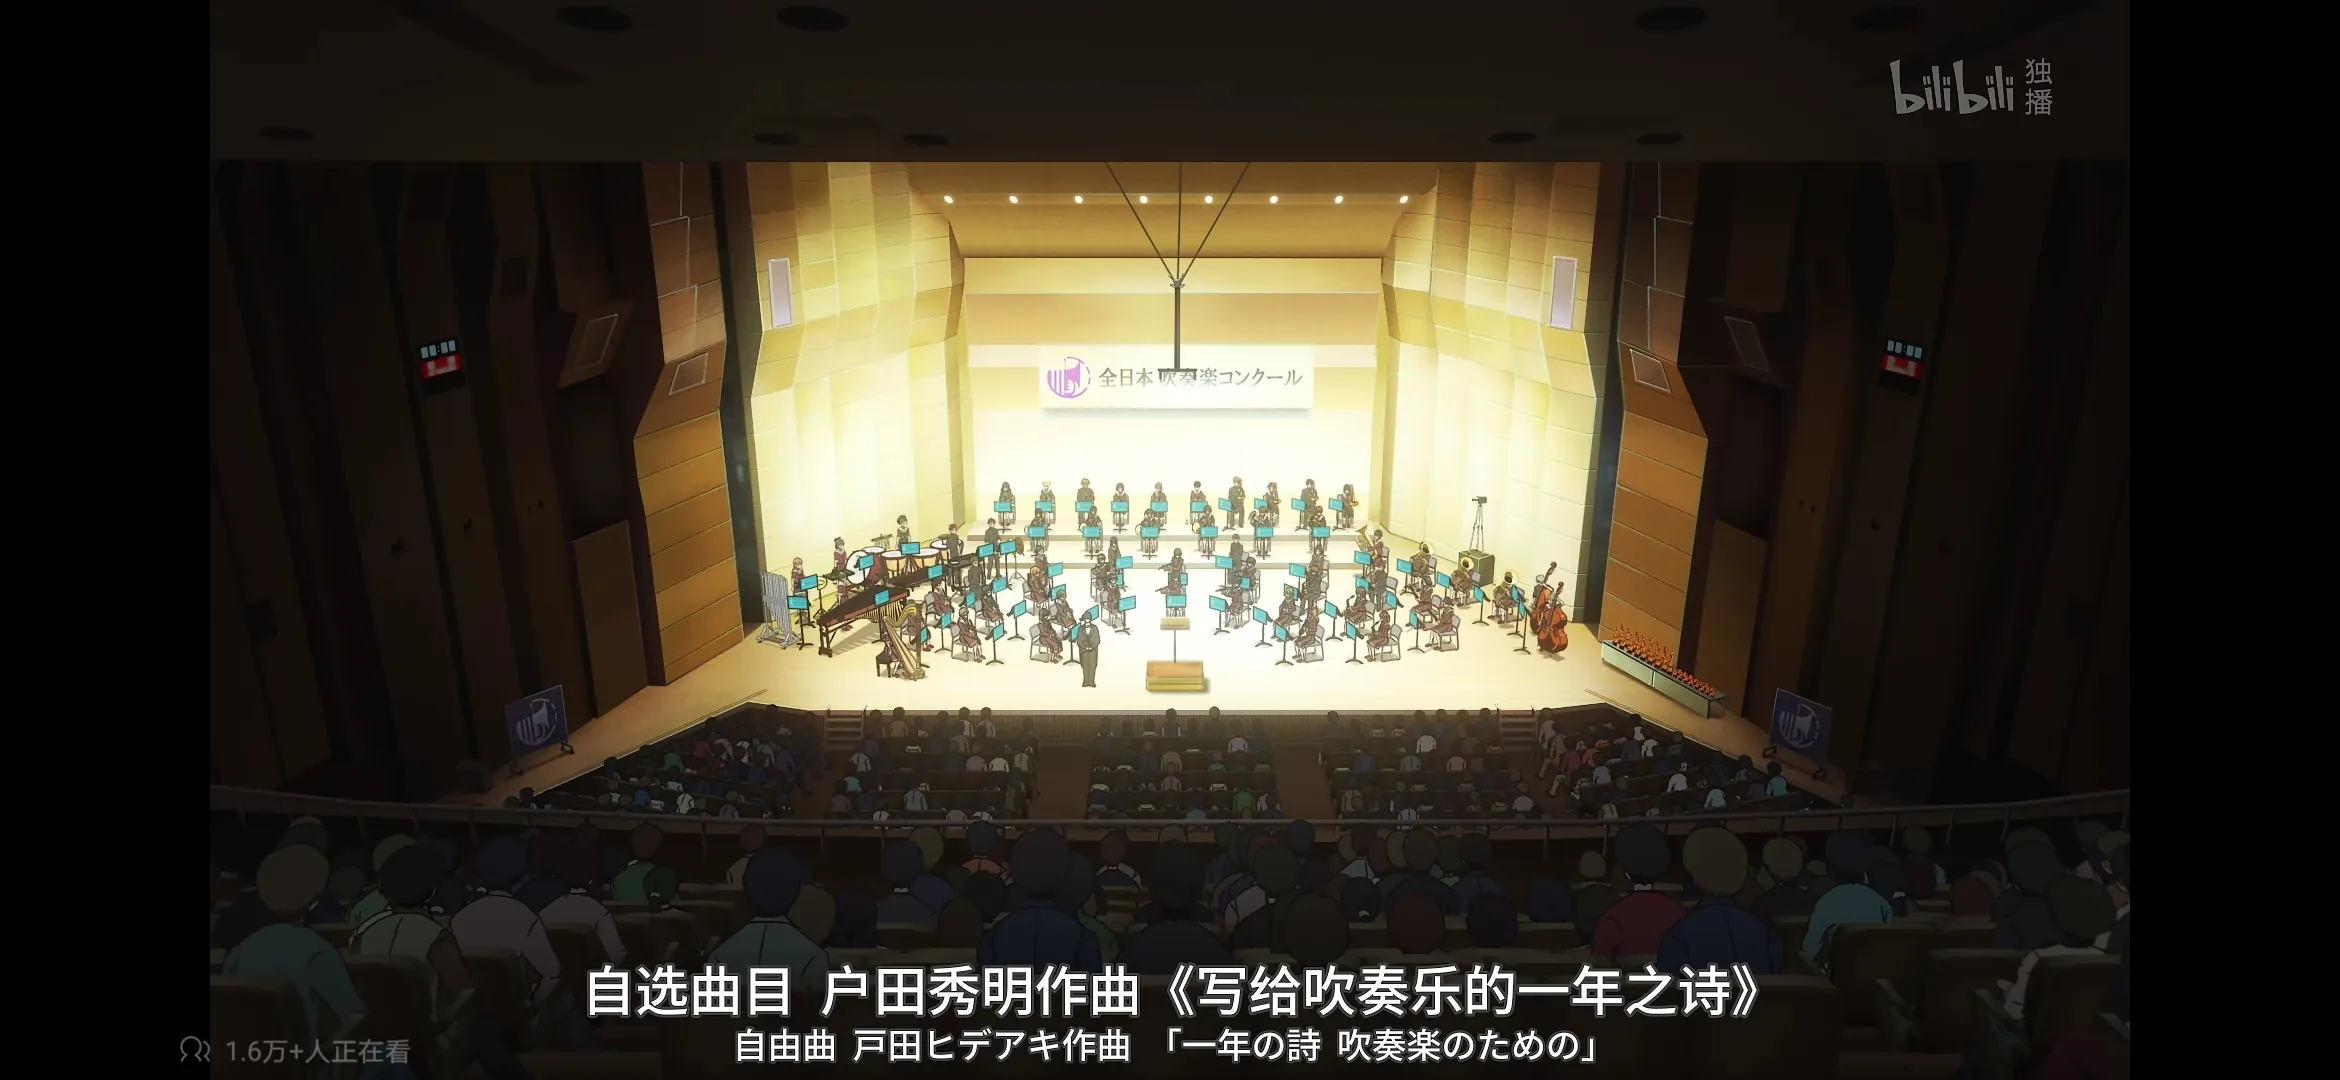 bilibili 独播
全日本吹奏楽コンクール
自选曲目 户田秀明作曲《写给吹奏乐的一年之诗》
自由曲 戸田ヒデアキ作曲 「一年の詩 吹奏楽のための」
1.6万+人正在看